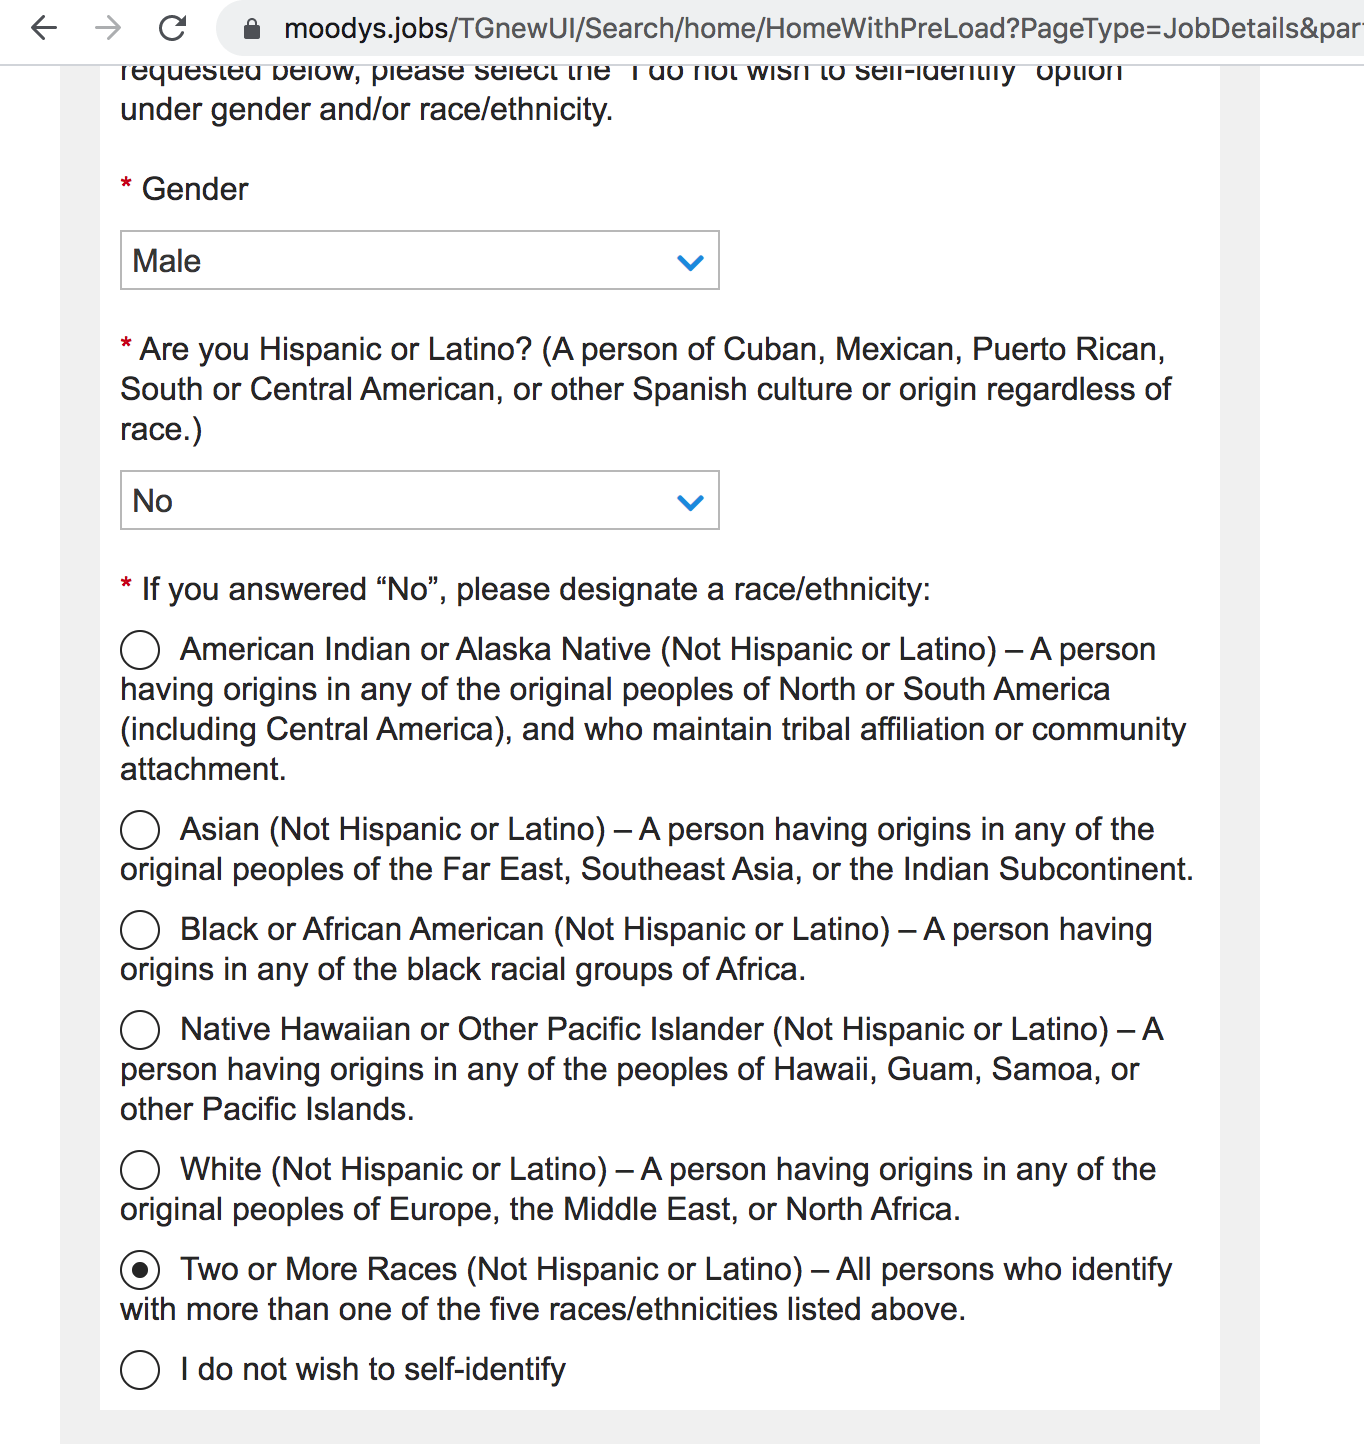 moodys.jobs/TGnewUI/Search/home/HomeWithPreLoad?PageType=JobDetails&par
requested below, please select the "I do not wish to self-identify" option
under gender and/or race/ethnicity.
* Gender
Male
* Are you Hispanic or Latino? (A person of Cuban, Mexican, Puerto Rican,
South or Central American, or other Spanish culture or origin regardless of
race.)
No
* If you answered “No”, please designate a race/ethnicity:
American Indian or Alaska Native (Not Hispanic or Latino) – A person
having origins in any of the original peoples of North or South America
(including Central America), and who maintain tribal affiliation or community
attachment.
Asian (Not Hispanic or Latino) – A person having origins in any of the
original peoples of the Far East, Southeast Asia, or the Indian Subcontinent.
Black or African American (Not Hispanic or Latino) – A person having
origins in any of the black racial groups of Africa.
Native Hawaiian or Other Pacific Islander (Not Hispanic or Latino) – A
person having origins in any of the peoples of Hawaii, Guam, Samoa, or
other Pacific Islands.
White (Not Hispanic or Latino) – A person having origins in any of the
original peoples of Europe, the Middle East, or North Africa.
Two or More Races (Not Hispanic or Latino) – All persons who identify
with more than one of the five races/ethnicities listed above.
I do not wish to self-identify